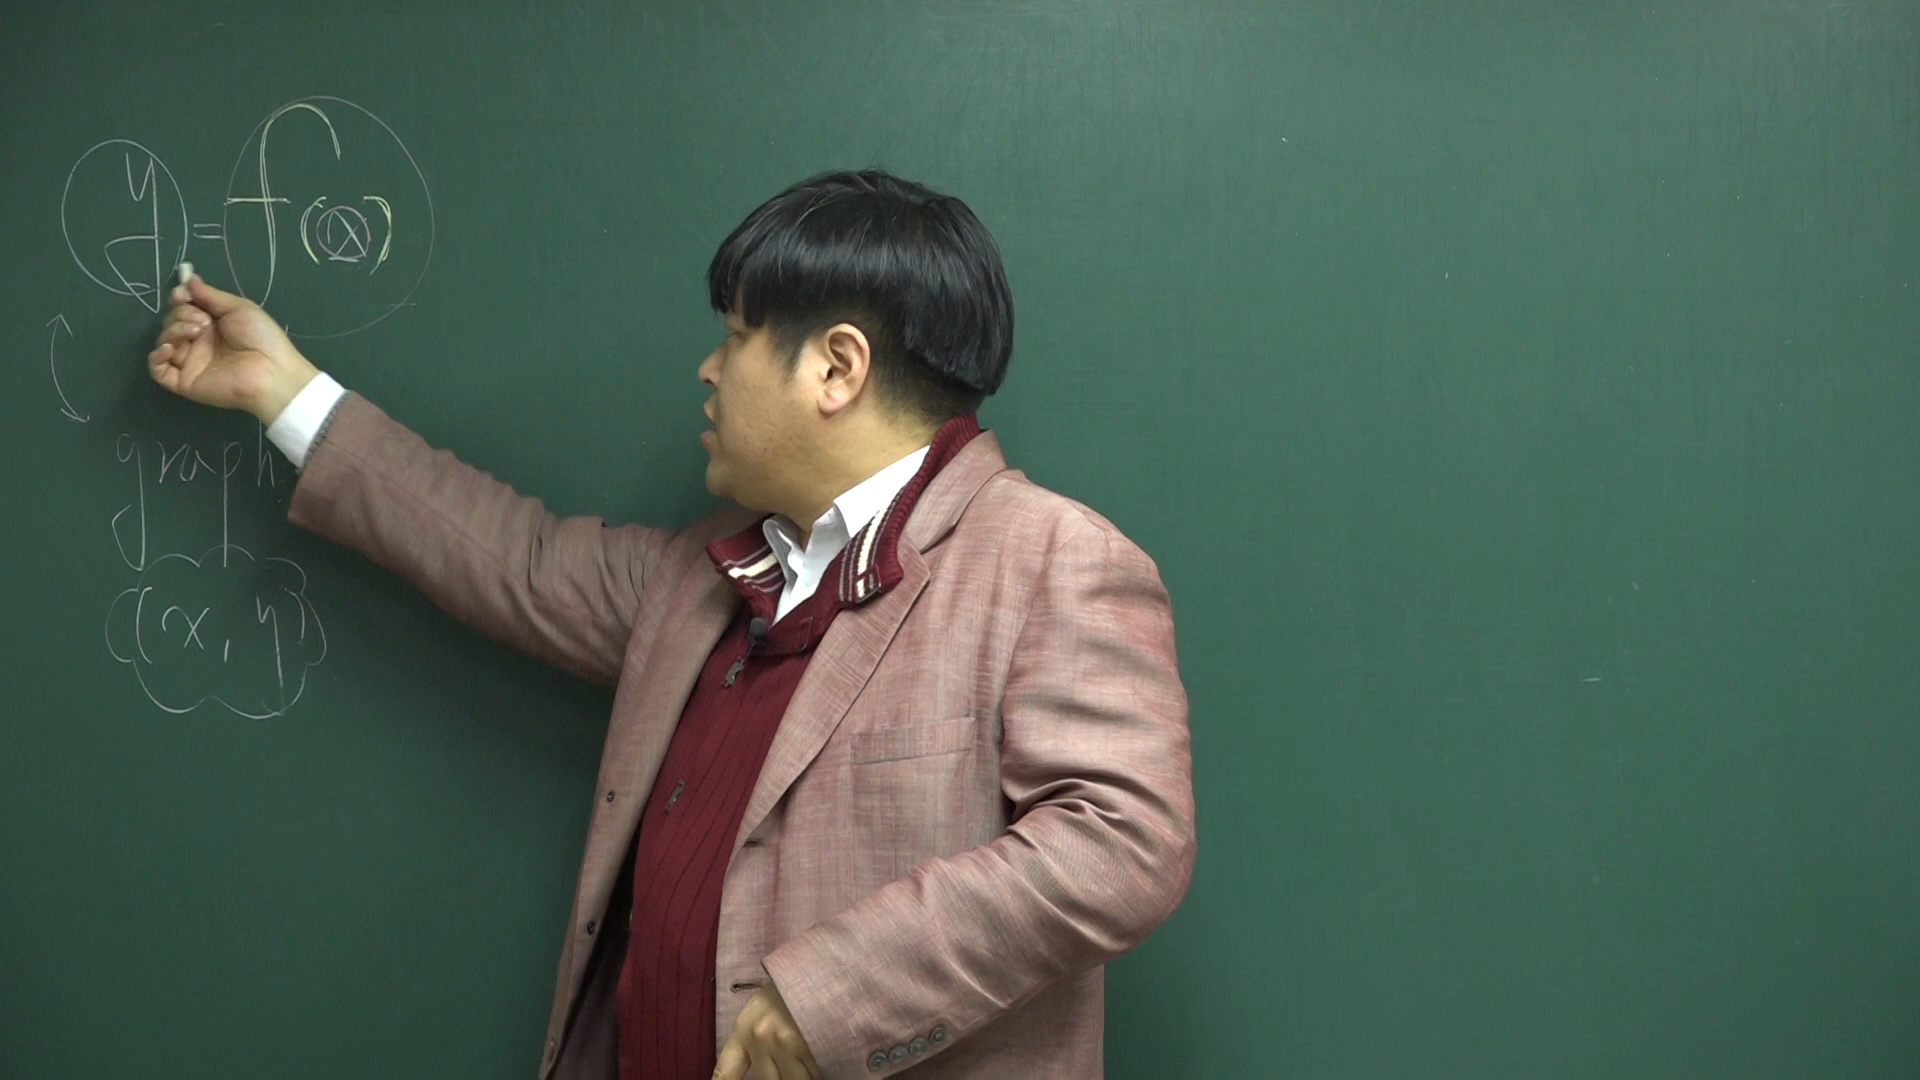 y = f(x)
graph
(x, y)